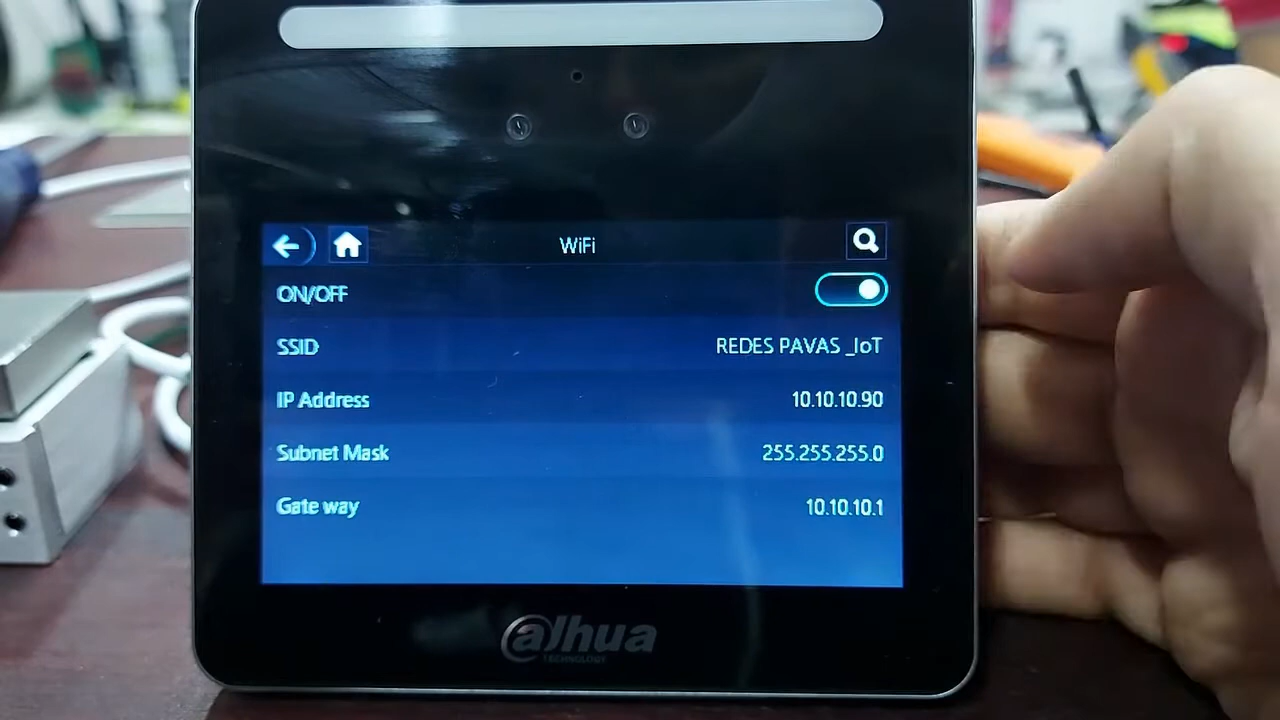 WiFi
ON/OFF
SSID REDES PAVAS _IoT
IP Address 10.10.10.90
Subnet Mask 255.255.255.0
Gate way 10.10.10.1
alhua
TECHNOLOGY